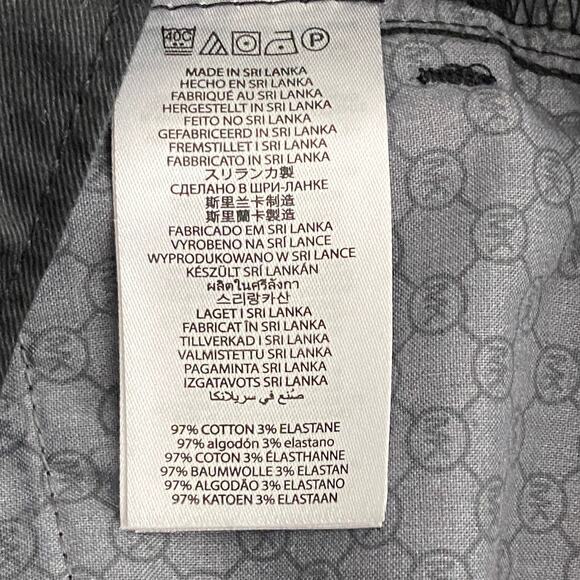 40C P
MADE IN SRI LANKA
HECHO EN SRI LANKA
FABRIQUÉ AU SRI LANKA
HERGESTELLT IN SRI LANKA
FEITO NO SRI LANKA
GEFABRICEERD IN SRI LANKA
FREMSTILLET I SRI LANKA
FABBRICATO IN SRI LANKA
スリランカ製
СДЕЛАНО В ШРИ-ЛАНКЕ
斯里兰卡制造
斯里蘭卡製造
FABRICADO EM SRI LANKA
VYROBENO NA SRÍ LANCE
WYPRODUKOWANO W SRI LANCE
KÉSZÜLT SRÍ LANKÁN
ผลิตในศรีลังกา
스리랑카산
LAGET I SRI LANKA
FABRICAT ÎN SRI LANKA
TILLVERKAD I SRI LANKA
VALMISTETTU SRI LANKA
PAGAMINTA SRI LANKA
IZGATAVOTS SRI LANKA
صنع في سريلانكا
97% COTTON 3% ELASTANE
97% algodón 3% elastano
97% COTON 3% ÉLASTHANNE
97% BAUMWOLLE 3% ELASTAN
97% ALGODÃO 3% ELASTANO
97% KATOEN 3% ELASTAAN